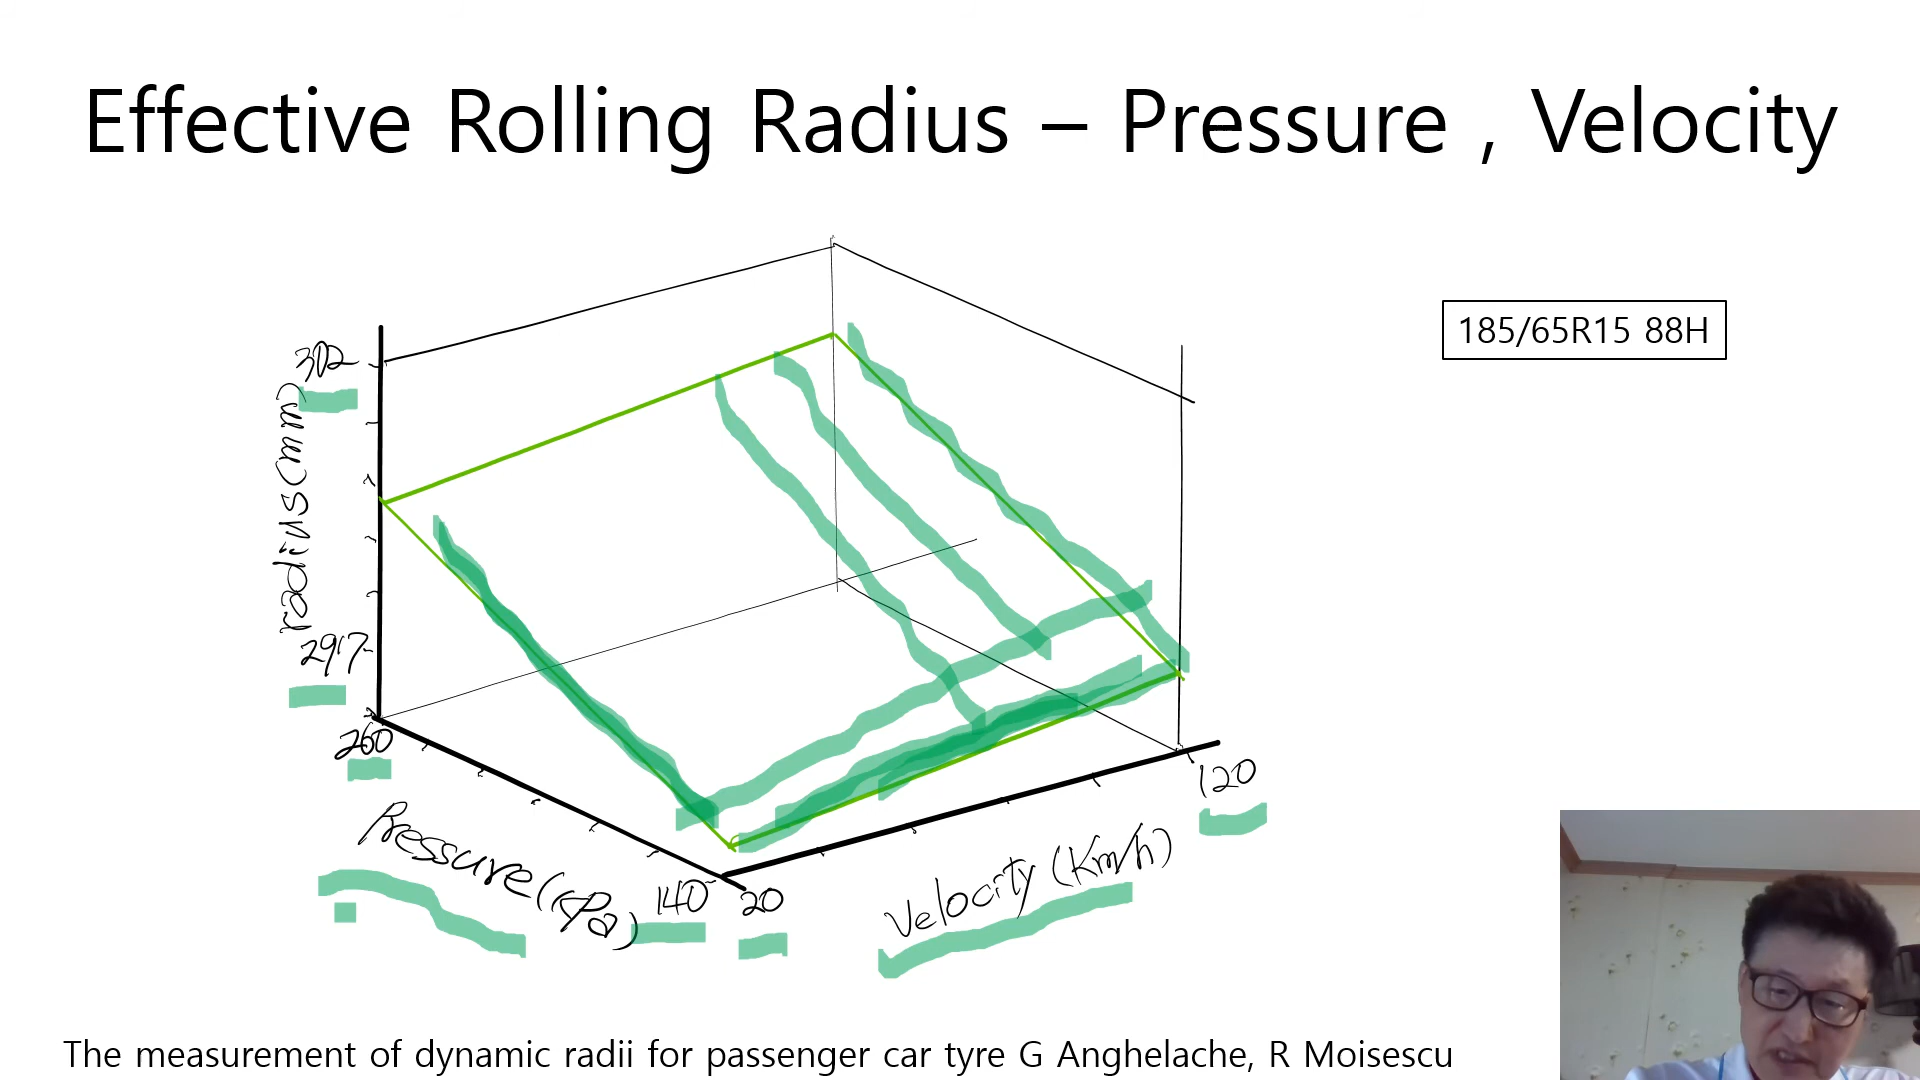 Effective Rolling Radius – Pressure , Velocity
185/65R15 88H
302
radius(mm)
297
260
Pressure(kPa)
140
20
Velocity (Km/h)
120
The measurement of dynamic radii for passenger car tyre G Anghelache, R Moisescu